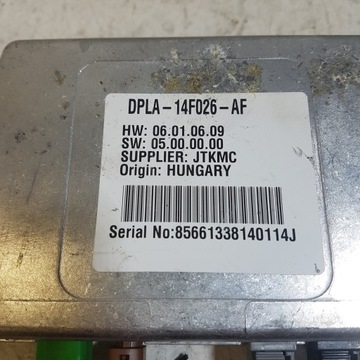 DPLA-14F026-AF
HW: 06.01.06.09
SW: 05.00.00.00
SUPPLIER: JTKMC
Origin: HUNGARY
Serial No:85661338140114J